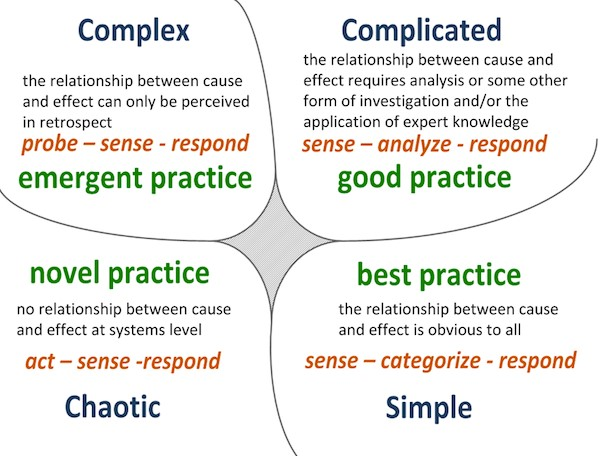 Complex
the relationship between cause
and effect can only be perceived
in retrospect
probe – sense - respond
emergent practice
Complicated
the relationship between cause and
effect requires analysis or some other
form of investigation and/or the
application of expert knowledge
sense – analyze - respond
good practice
novel practice
no relationship between cause
and effect at systems level
act – sense -respond
Chaotic
best practice
the relationship between cause
and effect is obvious to all
sense – categorize - respond
Simple